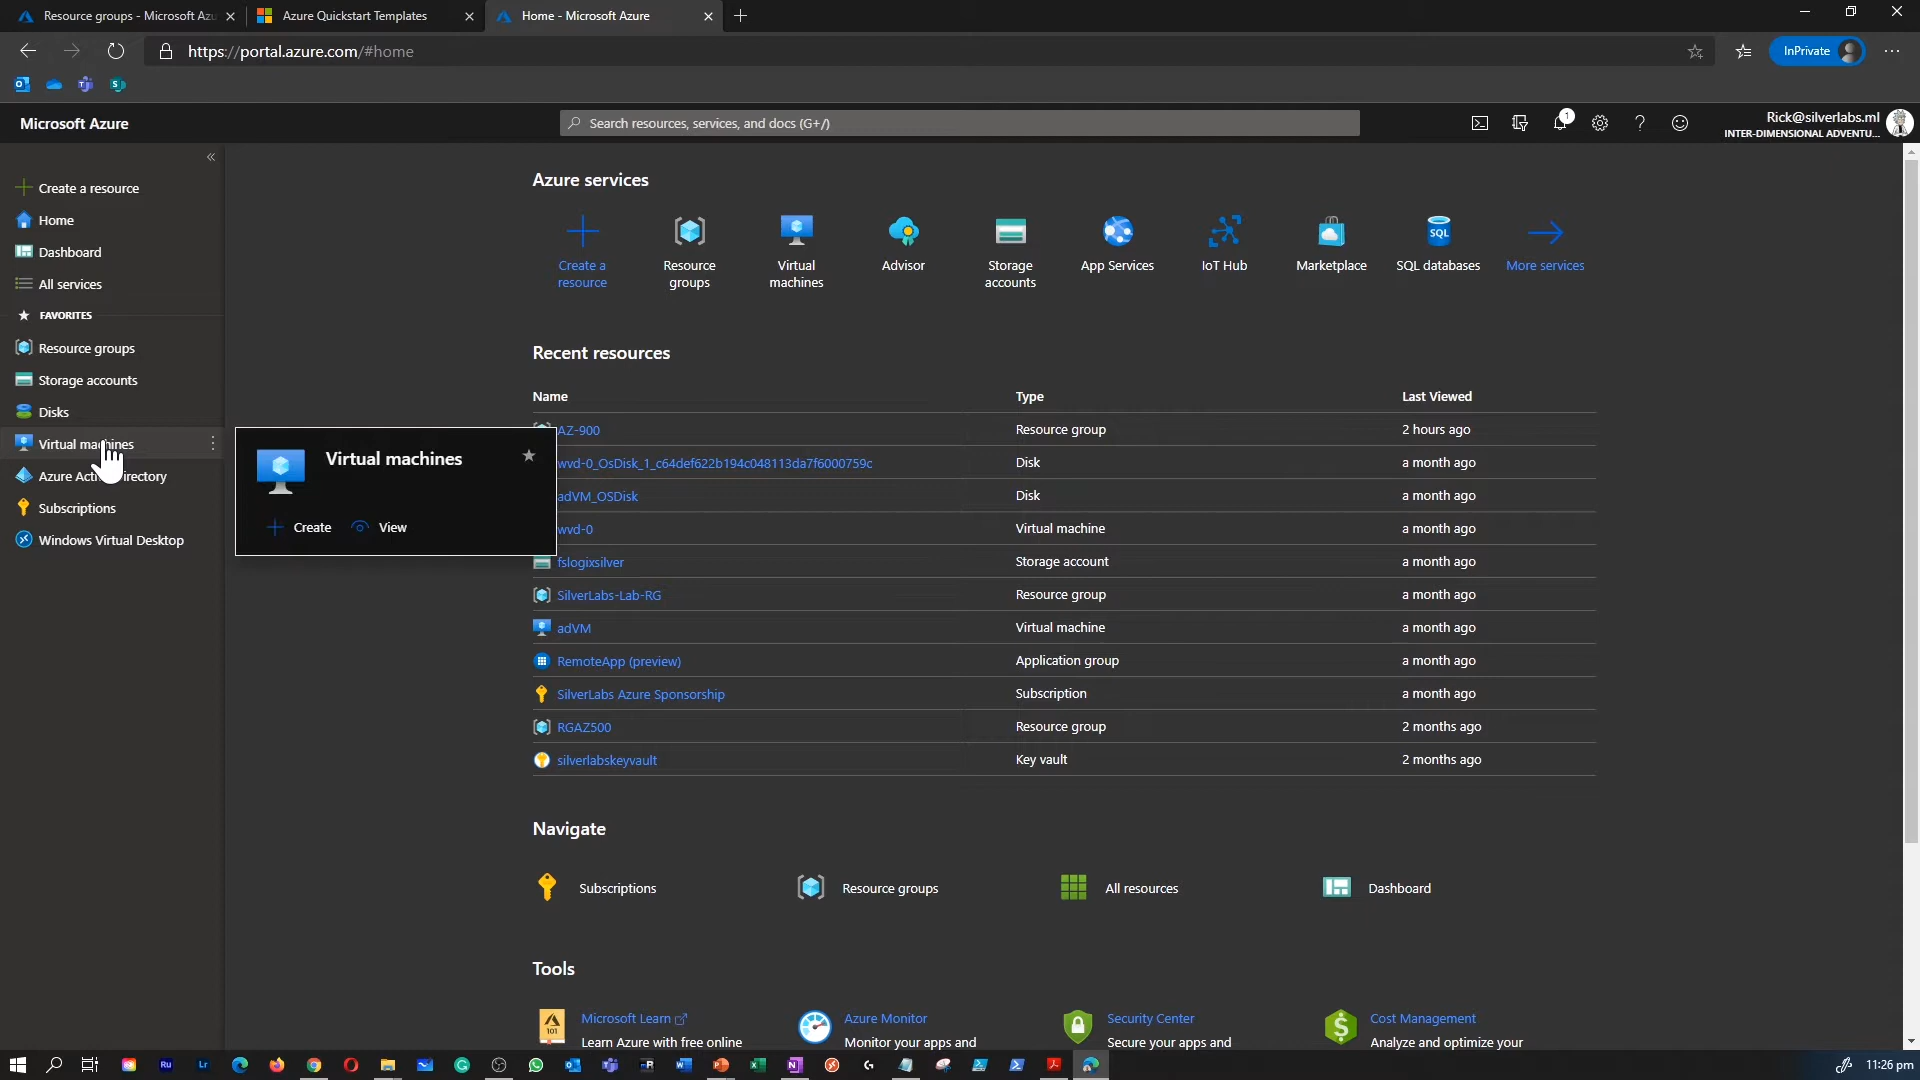 Resource groups - Microsoft Azu
Azure Quickstart Templates
Home - Microsoft Azure
https://portal.azure.com/#home
InPrivate
Microsoft Azure
Search resources, services, and docs (G+/)
1
Rick@silverlabs.ml
INTER-DIMENSIONAL ADVENTU...
Create a resource
Home
Dashboard
All services
FAVORITES
Resource groups
Storage accounts
Disks
Virtual machines
Azure Active Directory
Subscriptions
Windows Virtual Desktop
Virtual machines
Create
View
Azure services
Create a
resource
Resource
groups
Virtual
machines
Advisor
Storage
accounts
App Services
IoT Hub
Marketplace
SQL
SQL databases
More services
Recent resources
Name Type Last Viewed
AZ-900 Resource group 2 hours ago
wvd-0_OsDisk_1_c64def622b194c048113da7f6000759c Disk a month ago
adVM_OSDisk Disk a month ago
wvd-0 Virtual machine a month ago
fslogixsilver Storage account a month ago
SilverLabs-Lab-RG Resource group a month ago
adVM Virtual machine a month ago
RemoteApp (preview) Application group a month ago
SilverLabs Azure Sponsorship Subscription a month ago
RGAZ500 Resource group 2 months ago
silverlabskeyvault Key vault 2 months ago
Navigate
Subscriptions
Resource groups
All resources
Dashboard
Tools
Microsoft Learn
Learn Azure with free online
Azure Monitor
Monitor your apps and
Security Center
Secure your apps and
Cost Management
Analyze and optimize your
101
Ru
Lr
11:26 pm